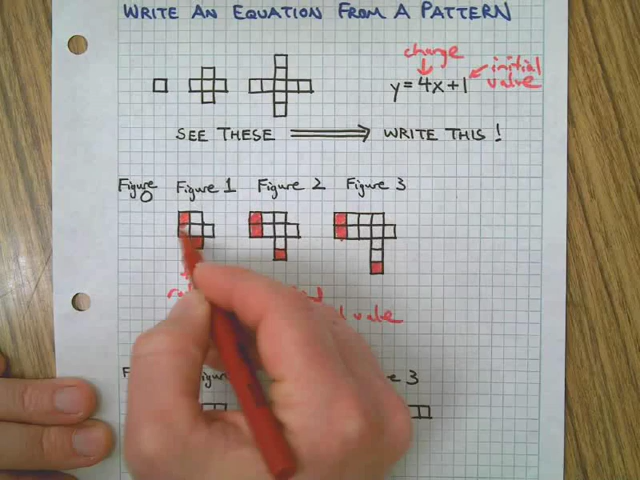 WRITE AN EQUATION FROM A PATTERN
change
initial value
y = 4x + 1
SEE THESE WRITE THIS !
Figure 0 Figure 1 Figure 2 Figure 3
value
3